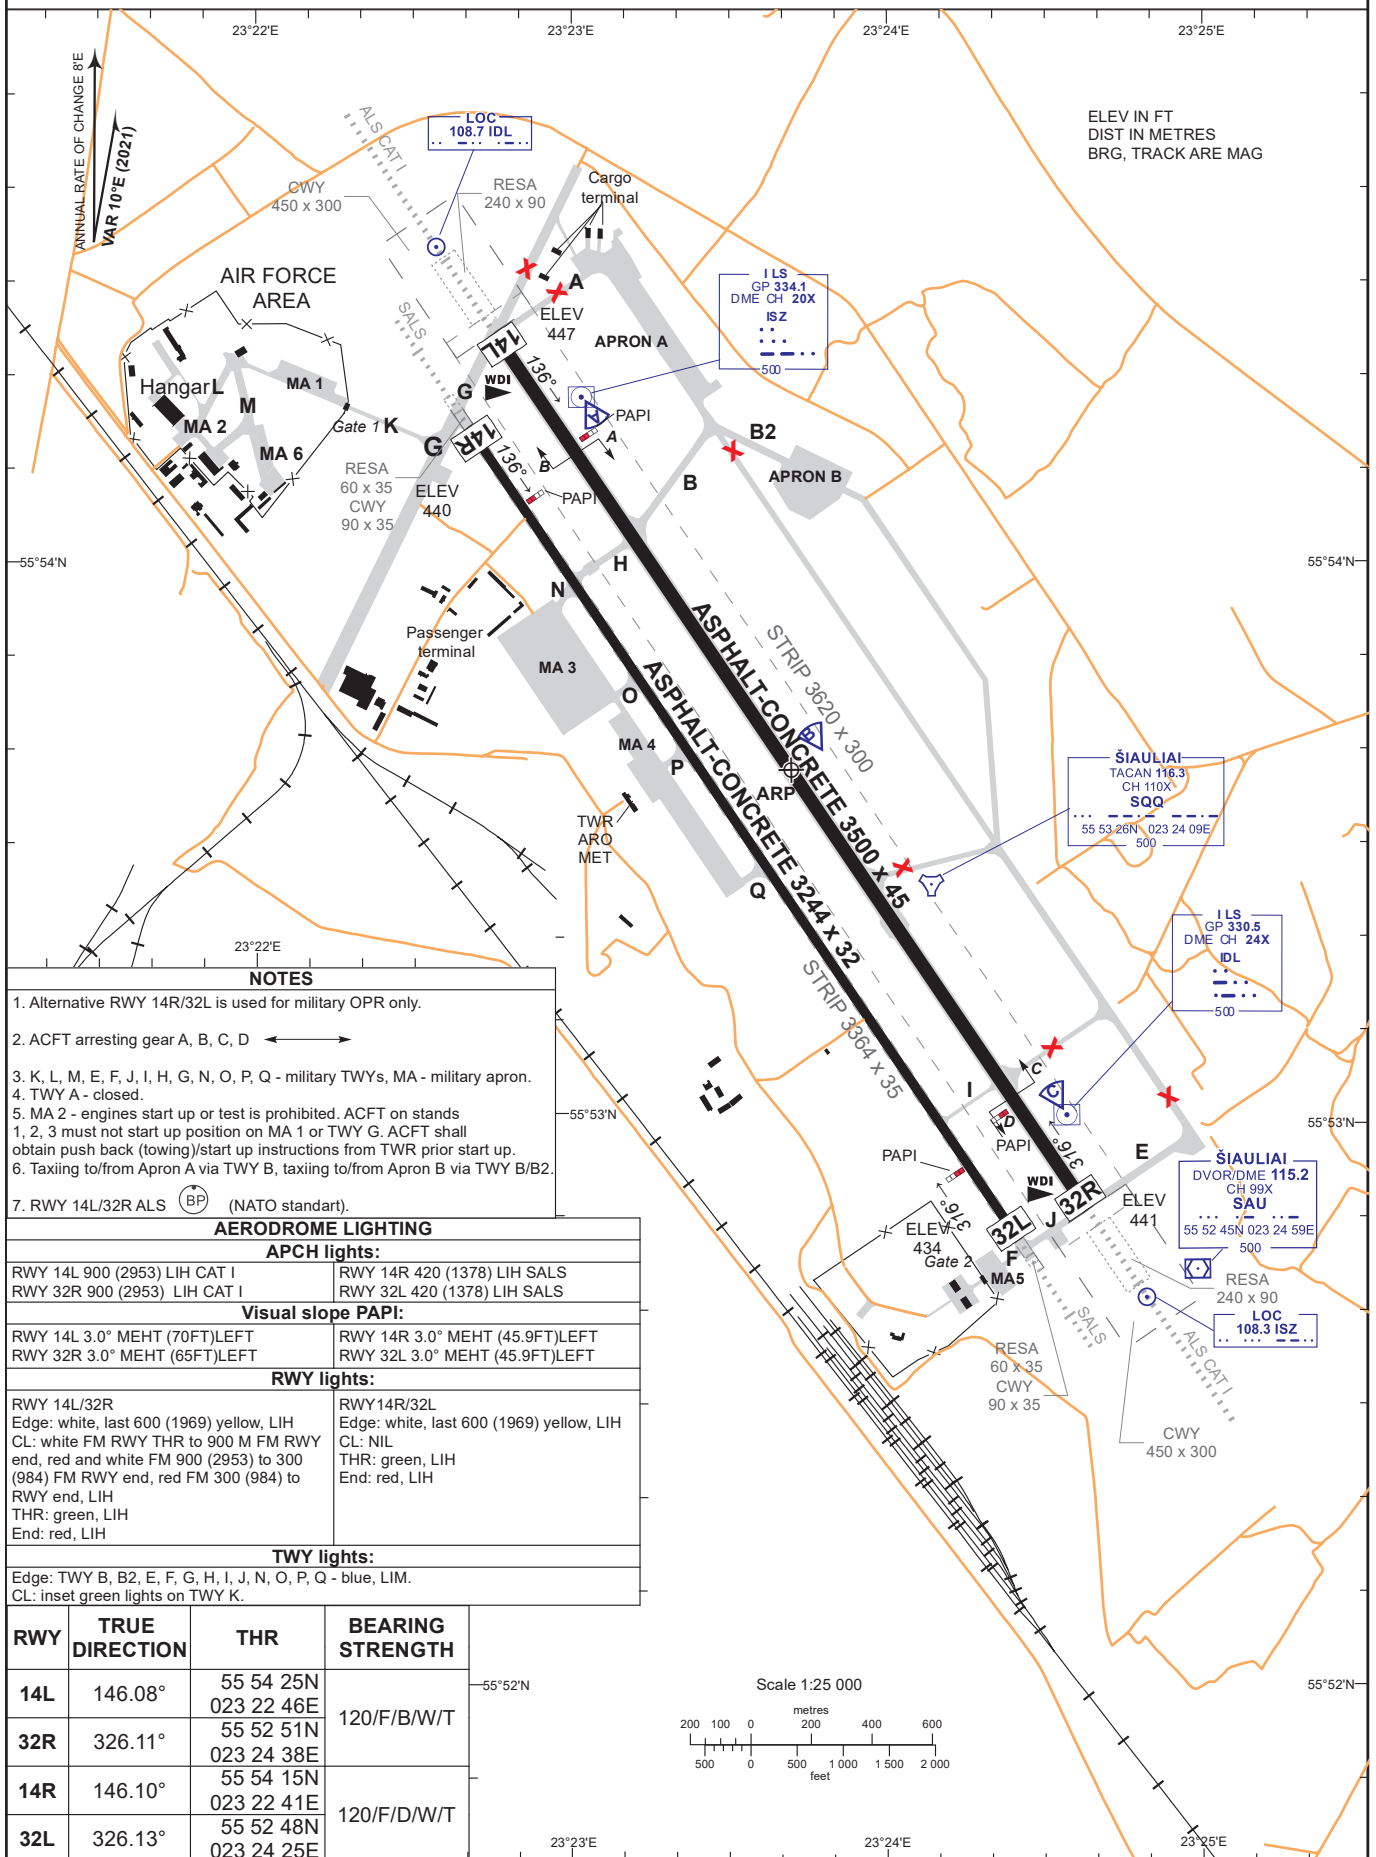 23°22'E
23°23'E
23°24'E
23°25'E
ANNUAL RATE OF CHANGE 8'E
VAR 10°E (2021)
ELEV IN FT
DIST IN METRES
BRG, TRACK ARE MAG
ALS CAT I
LOC
108.7 IDL
CWY
450 x 300
RESA
240 x 90
Cargo
terminal
AIR FORCE
AREA
SALS
A
ELEV
447
APRON A
I LS
GP 334.1
DME CH 20X
ISZ
500
14L
136°
WDI
G
A
PAPI
A
B
Hangar
L
MA 1
M
MA 2
Gate 1
K
MA 6
G
14R
136°
PAPI
B2
APRON B
B
RESA
60 x 35
CWY
90 x 35
ELEV
440
55°54'N
55°54'N
H
N
Passenger
terminal
MA 3
O
MA 4
P
ASPHALT-CONCRETE 3500 x 45
STRIP 3620 x 300
ASPHALT-CONCRETE 3244 x 32
STRIP 3364 x 35
B
ARP
TWR
ARO
MET
Q
ŠIAULIAI
TACAN 116.3
CH 110X
SQQ
55 53 26N 023 24 09E
500
I LS
GP 330.5
DME CH 24X
IDL
500
23°22'E
NOTES
1. Alternative RWY 14R/32L is used for military OPR only.
2. ACFT arresting gear A, B, C, D
3. K, L, M, E, F, J, I, H, G, N, O, P, Q - military TWYs, MA - military apron.
4. TWY A - closed.
5. MA 2 - engines start up or test is prohibited. ACFT on stands
1, 2, 3 must not start up position on MA 1 or TWY G. ACFT shall
obtain push back (towing)/start up instructions from TWR prior start up.
6. Taxiing to/from Apron A via TWY B, taxiing to/from Apron B via TWY B/B2.
7. RWY 14L/32R ALS BP (NATO standart).
55°53'N
55°53'N
I
C
C
D
PAPI
PAPI
316°
316°
E
WDI
32R
32L
J
F
ELEV
441
ELEV
434
Gate 2
MA5
ŠIAULIAI
DVOR/DME 115.2
CH 99X
SAU
55 52 45N 023 24 59E
500
RESA
240 x 90
LOC
108.3 ISZ
SALS
ALS CAT I
RESA
60 x 35
CWY
90 x 35
CWY
450 x 300
AERODROME LIGHTING
APCH lights:
RWY 14L 900 (2953) LIH CAT I
RWY 32R 900 (2953) LIH CAT I
RWY 14R 420 (1378) LIH SALS
RWY 32L 420 (1378) LIH SALS
Visual slope PAPI:
RWY 14L 3.0° MEHT (70FT)LEFT
RWY 32R 3.0° MEHT (65FT)LEFT
RWY 14R 3.0° MEHT (45.9FT)LEFT
RWY 32L 3.0° MEHT (45.9FT)LEFT
RWY lights:
RWY 14L/32R
Edge: white, last 600 (1969) yellow, LIH
CL: white FM RWY THR to 900 M FM RWY
end, red and white FM 900 (2953) to 300
(984) FM RWY end, red FM 300 (984) to
RWY end, LIH
THR: green, LIH
End: red, LIH
RWY14R/32L
Edge: white, last 600 (1969) yellow, LIH
CL: NIL
THR: green, LIH
End: red, LIH
TWY lights:
Edge: TWY B, B2, E, F, G, H, I, J, N, O, P, Q - blue, LIM.
CL: inset green lights on TWY K.
RWY
TRUE
DIRECTION
THR
BEARING
STRENGTH
14L
146.08°
55 54 25N
023 22 46E
32R
326.11°
55 52 51N
023 24 38E
120/F/B/W/T
14R
146.10°
55 54 15N
023 22 41E
32L
326.13°
55 52 48N
023 24 25E
120/F/D/W/T
55°52'N
55°52'N
Scale 1:25 000
metres
200 100 0 200 400 600
500 0 500 1 000 1 500 2 000
feet
23°23'E
23°24'E
23°25'E